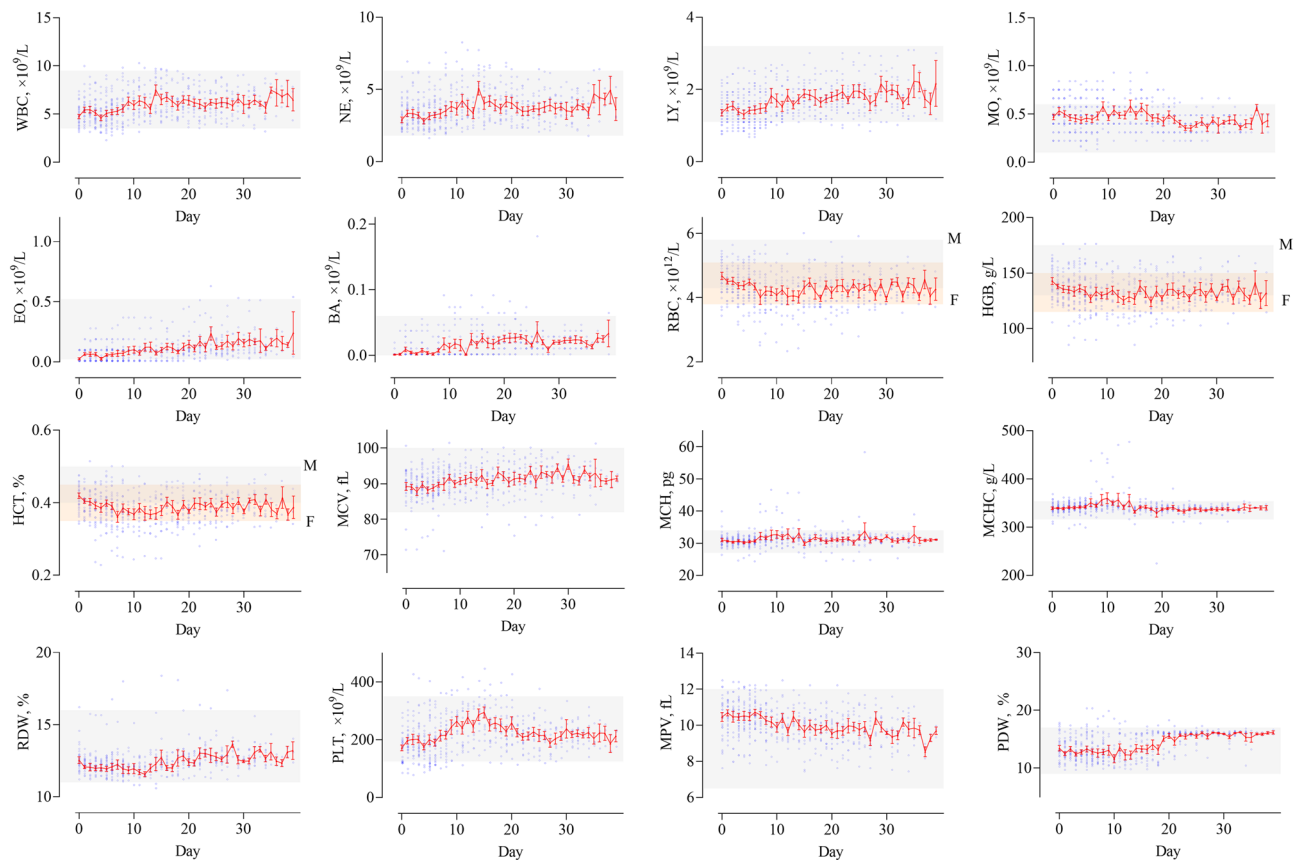 WBC, ×10⁹/L
15
10
5
0
0 10 20 30
Day
NE, ×10⁹/L
10
5
0
0 10 20 30
Day
LY, ×10⁹/L
4
2
0
0 10 20 30
Day
MO, ×10⁹/L
1.5
1.0
0.5
0.0
0 10 20 30
Day
EO, ×10⁹/L
1.0
0.5
0.0
0 10 20 30
Day
BA, ×10⁹/L
0.2
0.1
0.0
0 10 20 30
Day
RBC, ×10¹²/L
6
4
2
M
F
0 10 20 30
Day
HGB, g/L
200
150
100
M
F
0 10 20 30
Day
HCT, %
0.6
0.4
0.2
M
F
0 10 20 30
Day
MCV, fL
100
90
80
70
0 10 20 30
Day
MCH, pg
60
50
40
30
20
0 10 20 30
Day
MCHC, g/L
500
400
300
200
0 10 20 30
Day
RDW, %
20
15
10
0 10 20 30
Day
PLT, ×10⁹/L
400
200
0
0 10 20 30
Day
MPV, fL
14
12
10
8
6
0 10 20 30
Day
PDW, %
30
20
10
0 10 20 30
Day